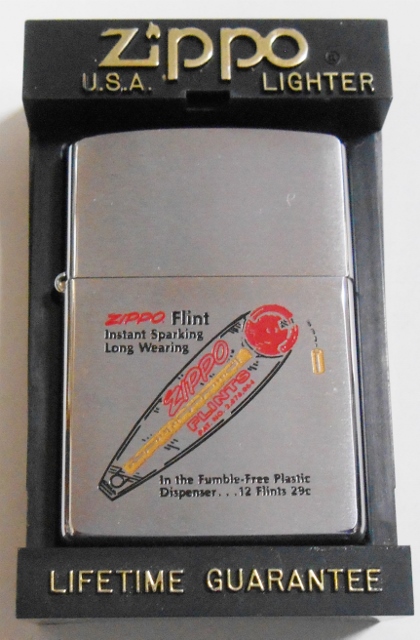 Zippo
U.S.A. LIGHTER
ZIPPO Flint
Instant Sparking
Long Wearing
ZIPPO
FLINTS
In the Fumble-Free Plastic
Dispenser...12 Flints 29c
LIFETIME GUARANTEE